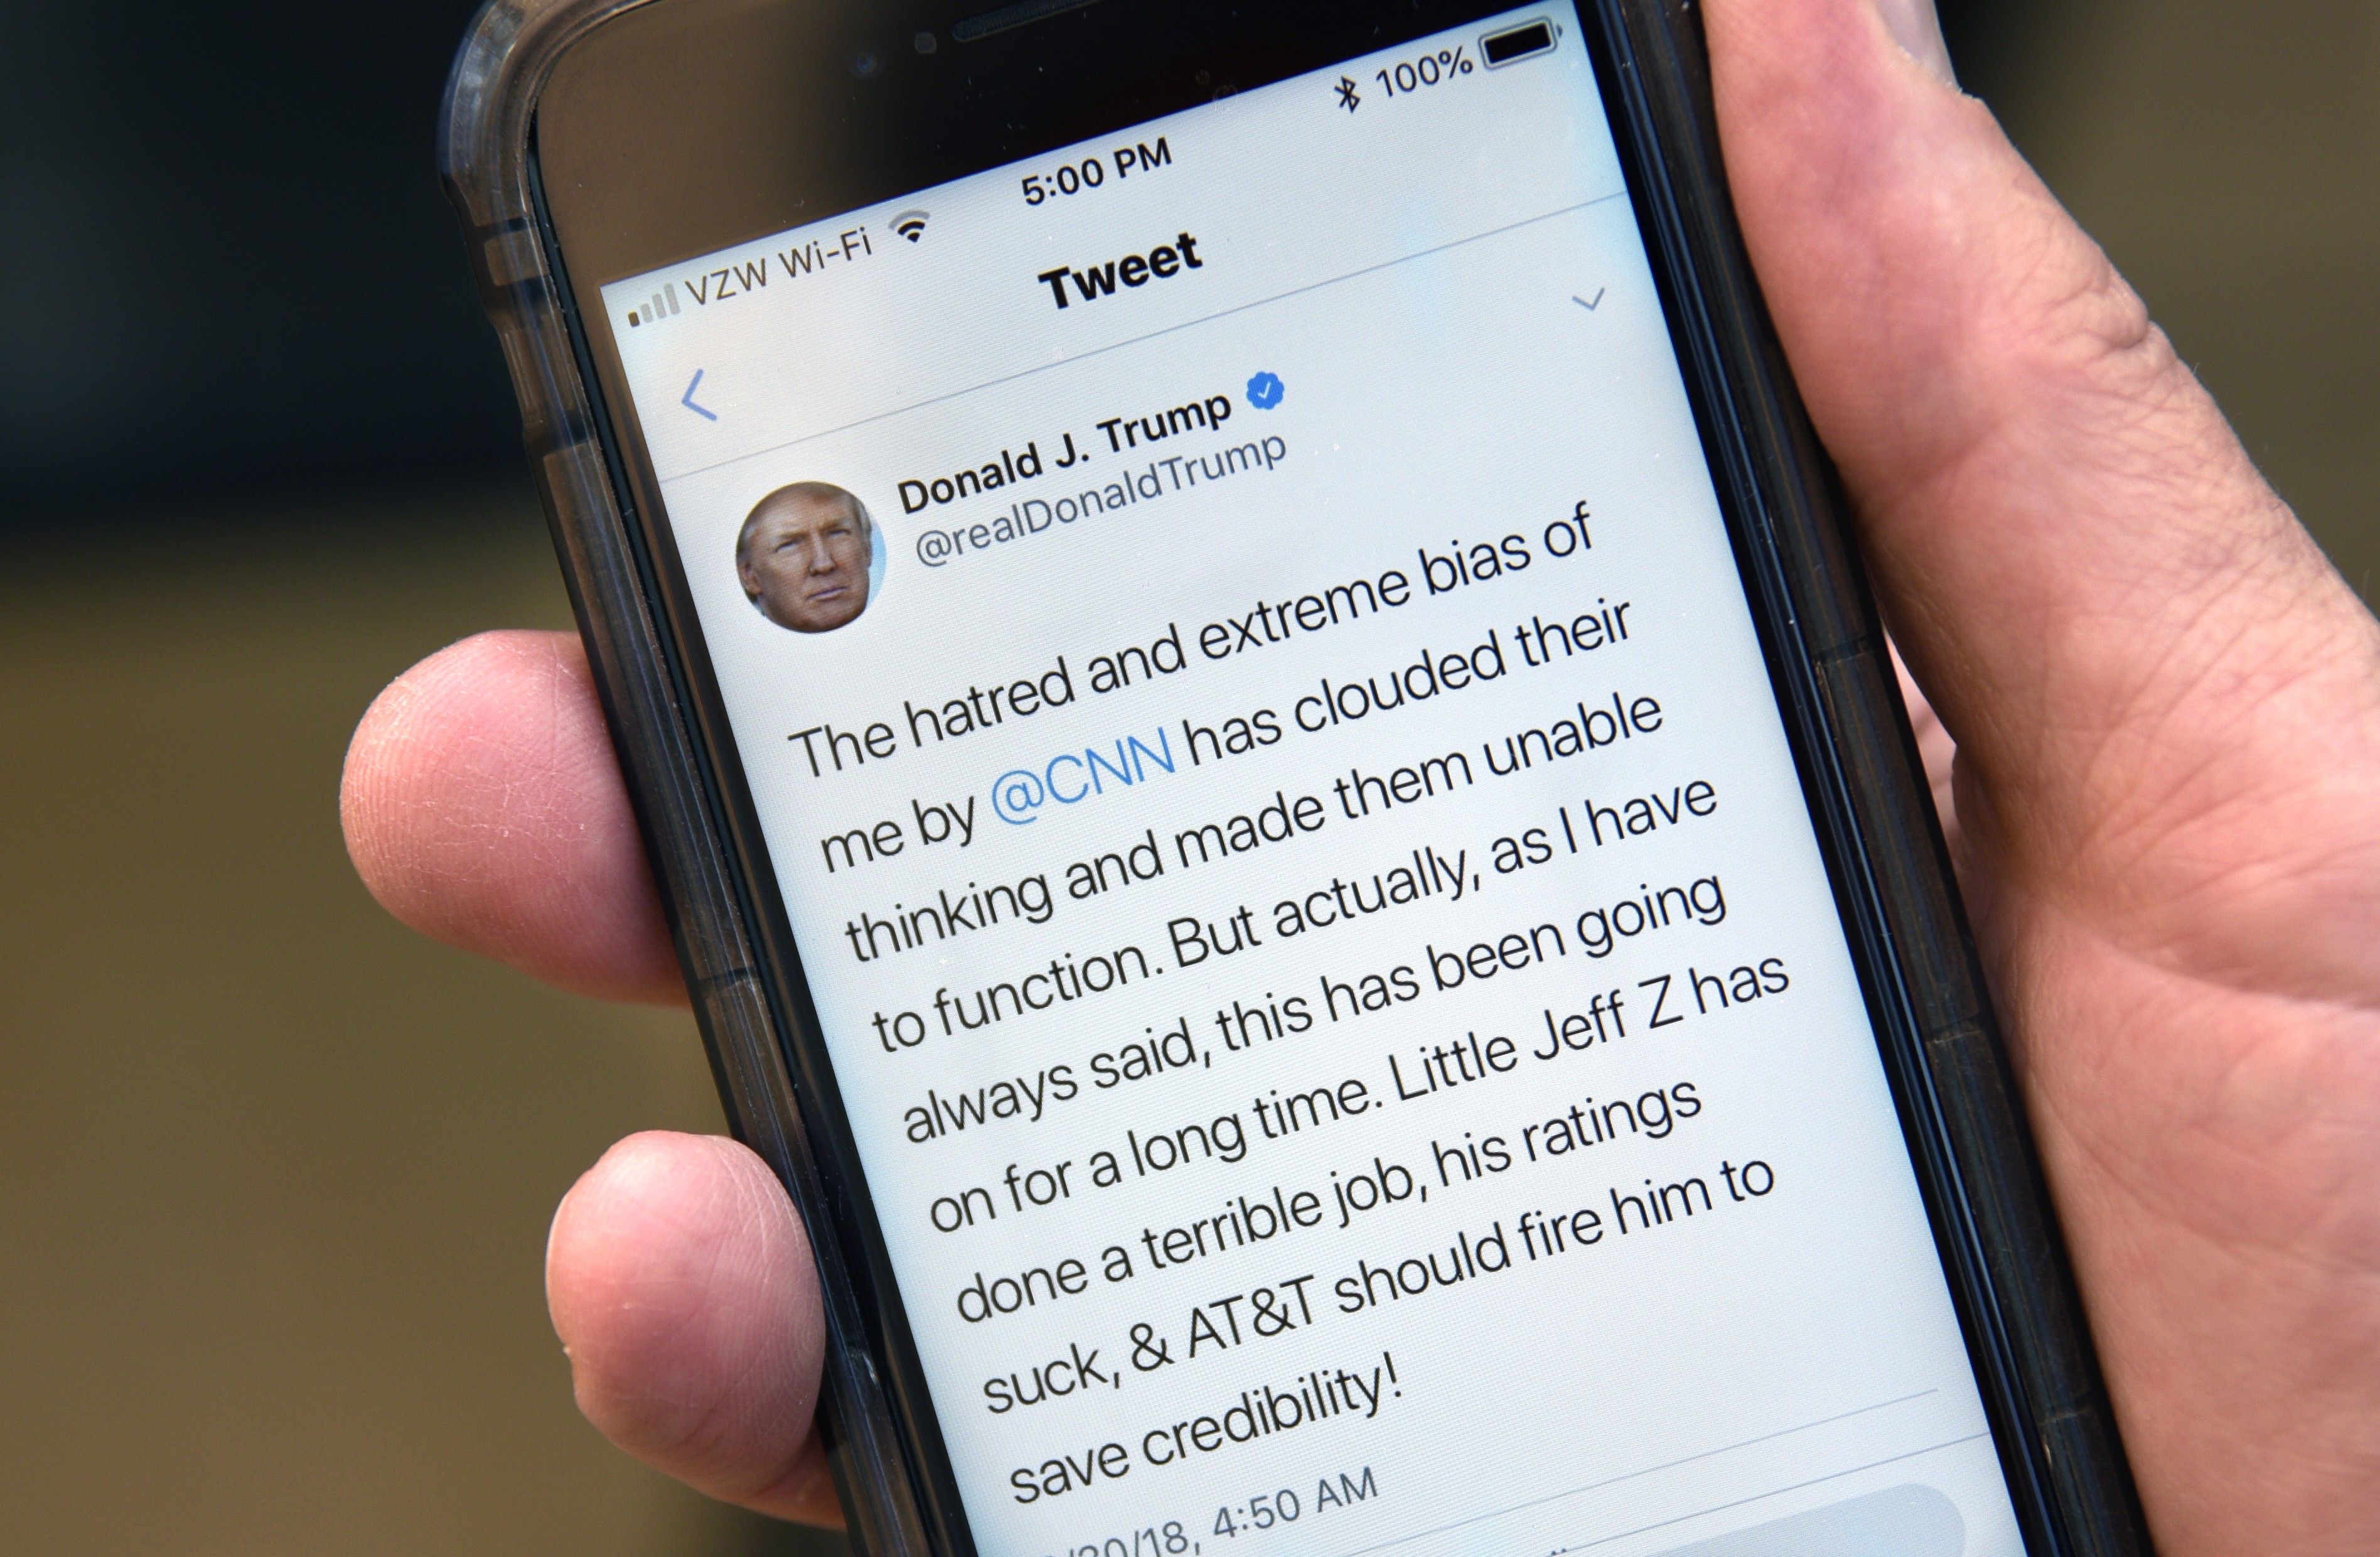 VZW Wi-Fi 5:00 PM 100%
Tweet
Donald J. Trump
@realDonaldTrump
The hatred and extreme bias of
me by @CNN has clouded their
thinking and made them unable
to function. But actually, as I have
always said, this has been going
on for a long time. Little Jeff Z has
done a terrible job, his ratings
suck, & AT&T should fire him to
save credibility!
/30/18, 4:50 AM